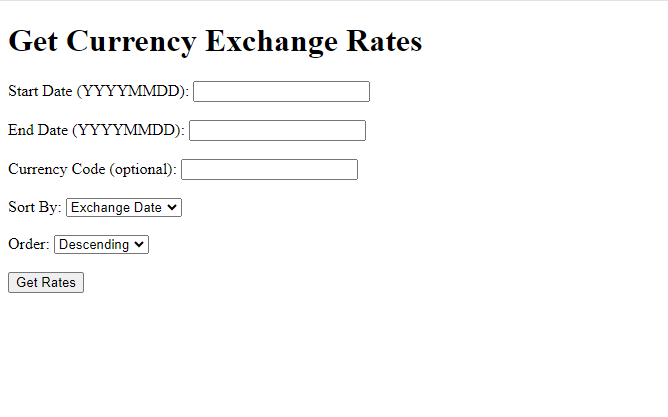 Get Currency Exchange Rates
Start Date (YYYYMMDD):
End Date (YYYYMMDD):
Currency Code (optional):
Sort By: Exchange Date
Order: Descending
Get Rates